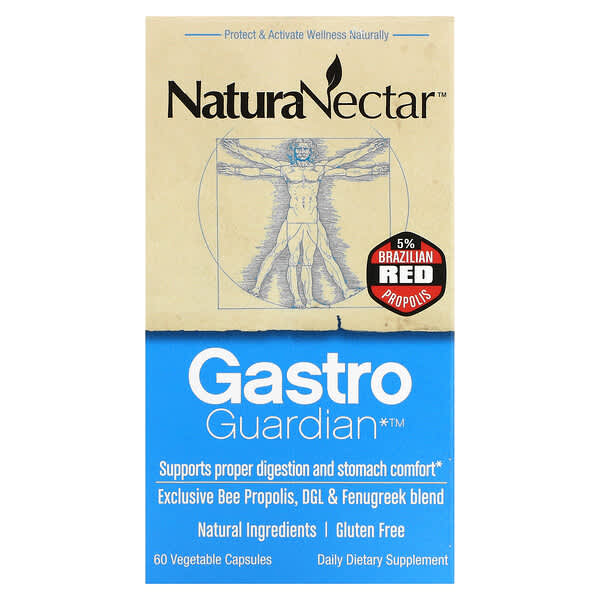 Protect & Activate Wellness Naturally
NaturaNectar™
5%
BRAZILIAN
RED
PROPOLIS
Gastro
Guardian*™
Supports proper digestion and stomach comfort*
Exclusive Bee Propolis, DGL & Fenugreek blend
Natural Ingredients | Gluten Free
60 Vegetable Capsules Daily Dietary Supplement